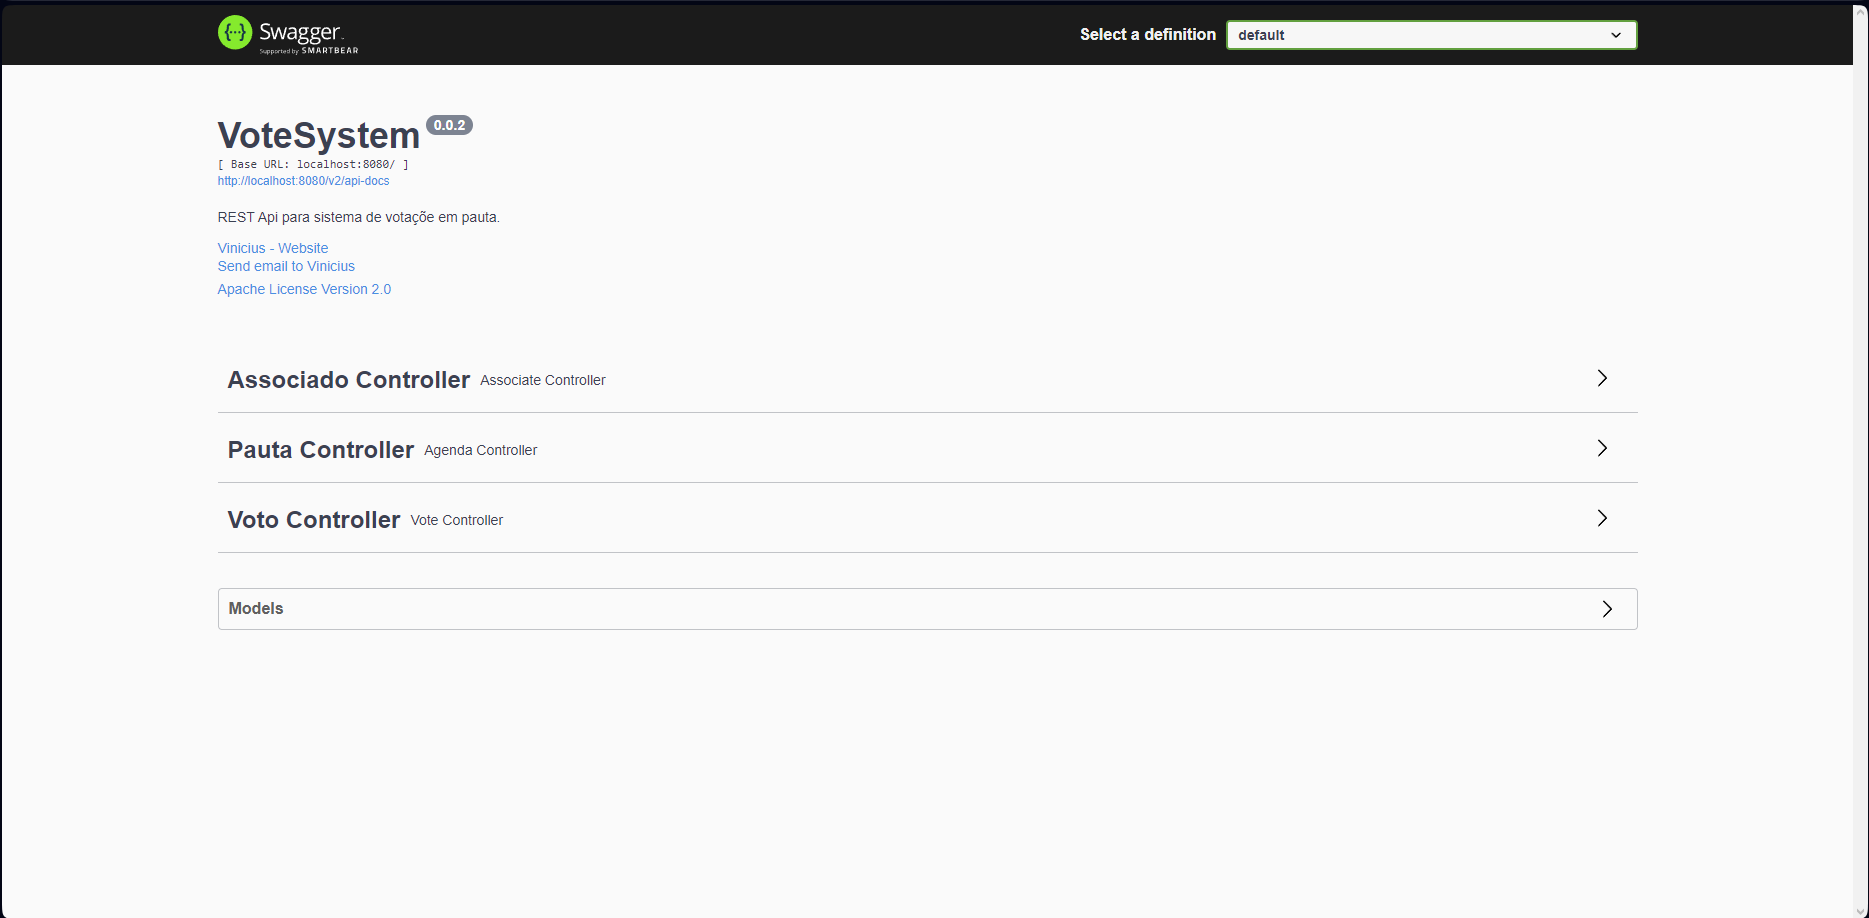 Swagger
Supported by SMARTBEAR
Select a definition
default
VoteSystem 0.0.2
[ Base URL: localhost:8080/ ]
http://localhost:8080/v2/api-docs
REST Api para sistema de votaçõe em pauta.
Vinicius - Website
Send email to Vinicius
Apache License Version 2.0
Associado Controller Associate Controller
Pauta Controller Agenda Controller
Voto Controller Vote Controller
Models